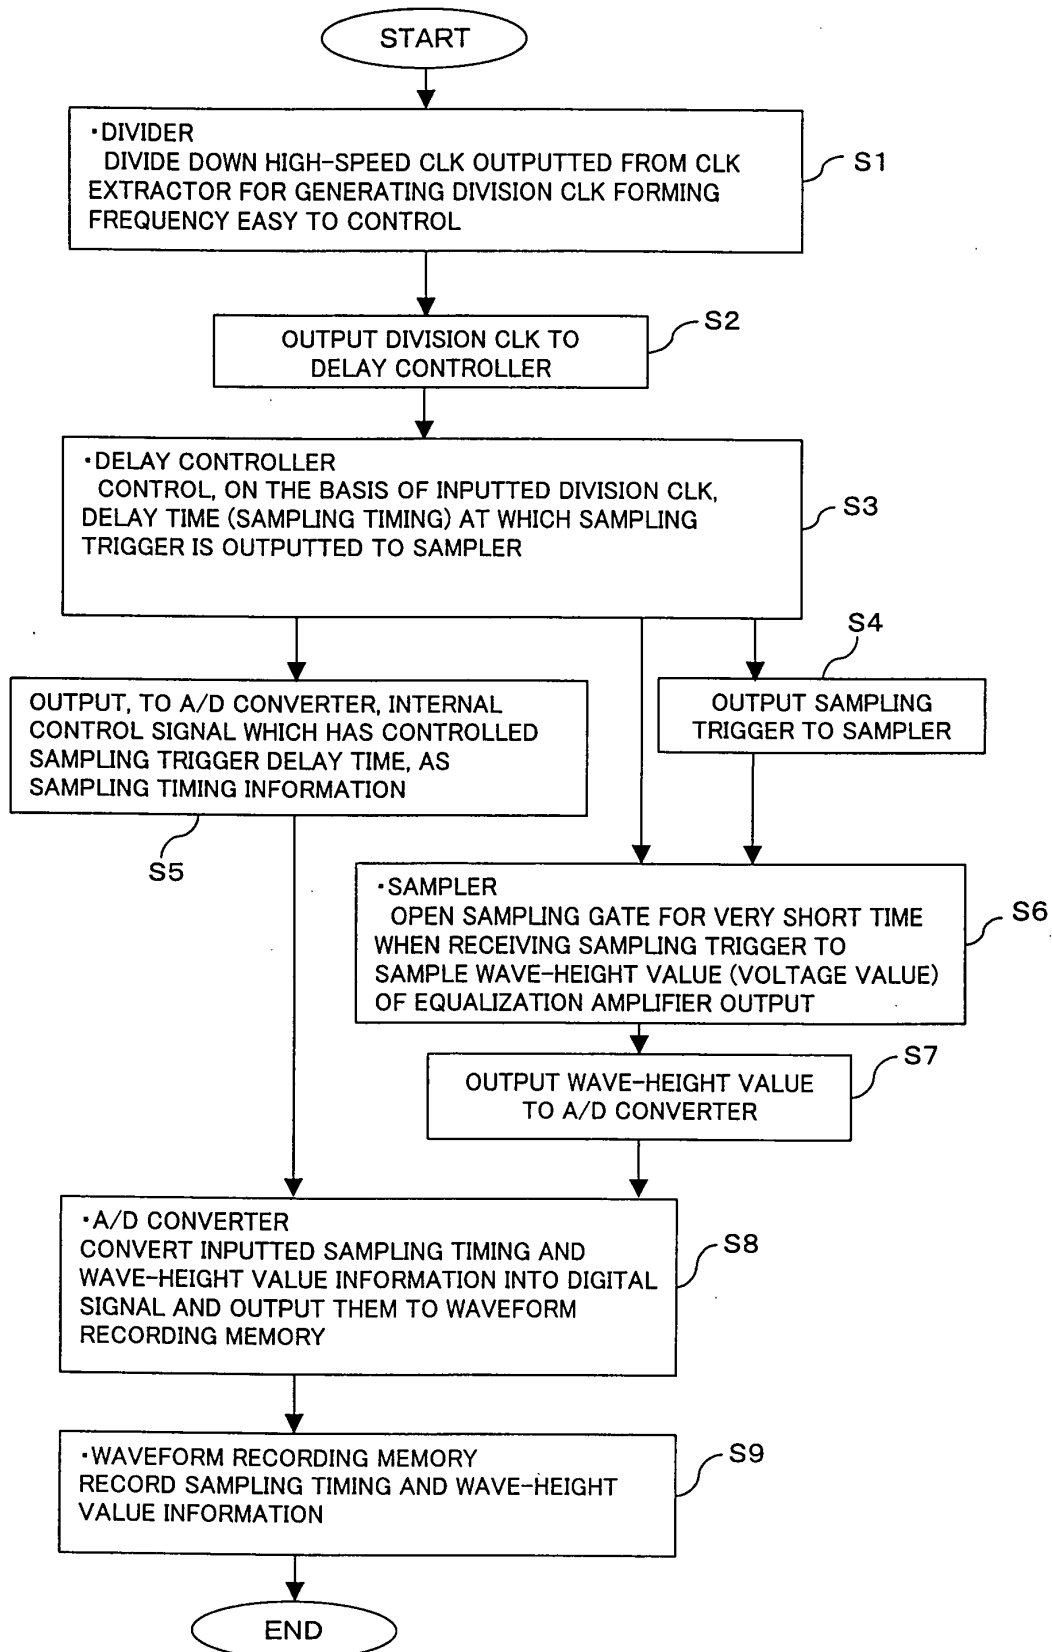 START
・DIVIDER
DIVIDE DOWN HIGH-SPEED CLK OUTPUTTED FROM CLK
EXTRACTOR FOR GENERATING DIVISION CLK FORMING
FREQUENCY EASY TO CONTROL
S1
OUTPUT DIVISION CLK TO
DELAY CONTROLLER
S2
・DELAY CONTROLLER
CONTROL, ON THE BASIS OF INPUTTED DIVISION CLK,
DELAY TIME (SAMPLING TIMING) AT WHICH SAMPLING
TRIGGER IS OUTPUTTED TO SAMPLER
S3
S4
OUTPUT SAMPLING
TRIGGER TO SAMPLER
OUTPUT, TO A/D CONVERTER, INTERNAL
CONTROL SIGNAL WHICH HAS CONTROLLED
SAMPLING TRIGGER DELAY TIME, AS
SAMPLING TIMING INFORMATION
S5
・SAMPLER
OPEN SAMPLING GATE FOR VERY SHORT TIME
WHEN RECEIVING SAMPLING TRIGGER TO
SAMPLE WAVE-HEIGHT VALUE (VOLTAGE VALUE)
OF EQUALIZATION AMPLIFIER OUTPUT
S6
OUTPUT WAVE-HEIGHT VALUE
TO A/D CONVERTER
S7
・A/D CONVERTER
CONVERT INPUTTED SAMPLING TIMING AND
WAVE-HEIGHT VALUE INFORMATION INTO DIGITAL
SIGNAL AND OUTPUT THEM TO WAVEFORM
RECORDING MEMORY
S8
・WAVEFORM RECORDING MEMORY
RECORD SAMPLING TIMING AND WAVE-HEIGHT
VALUE INFORMATION
S9
END